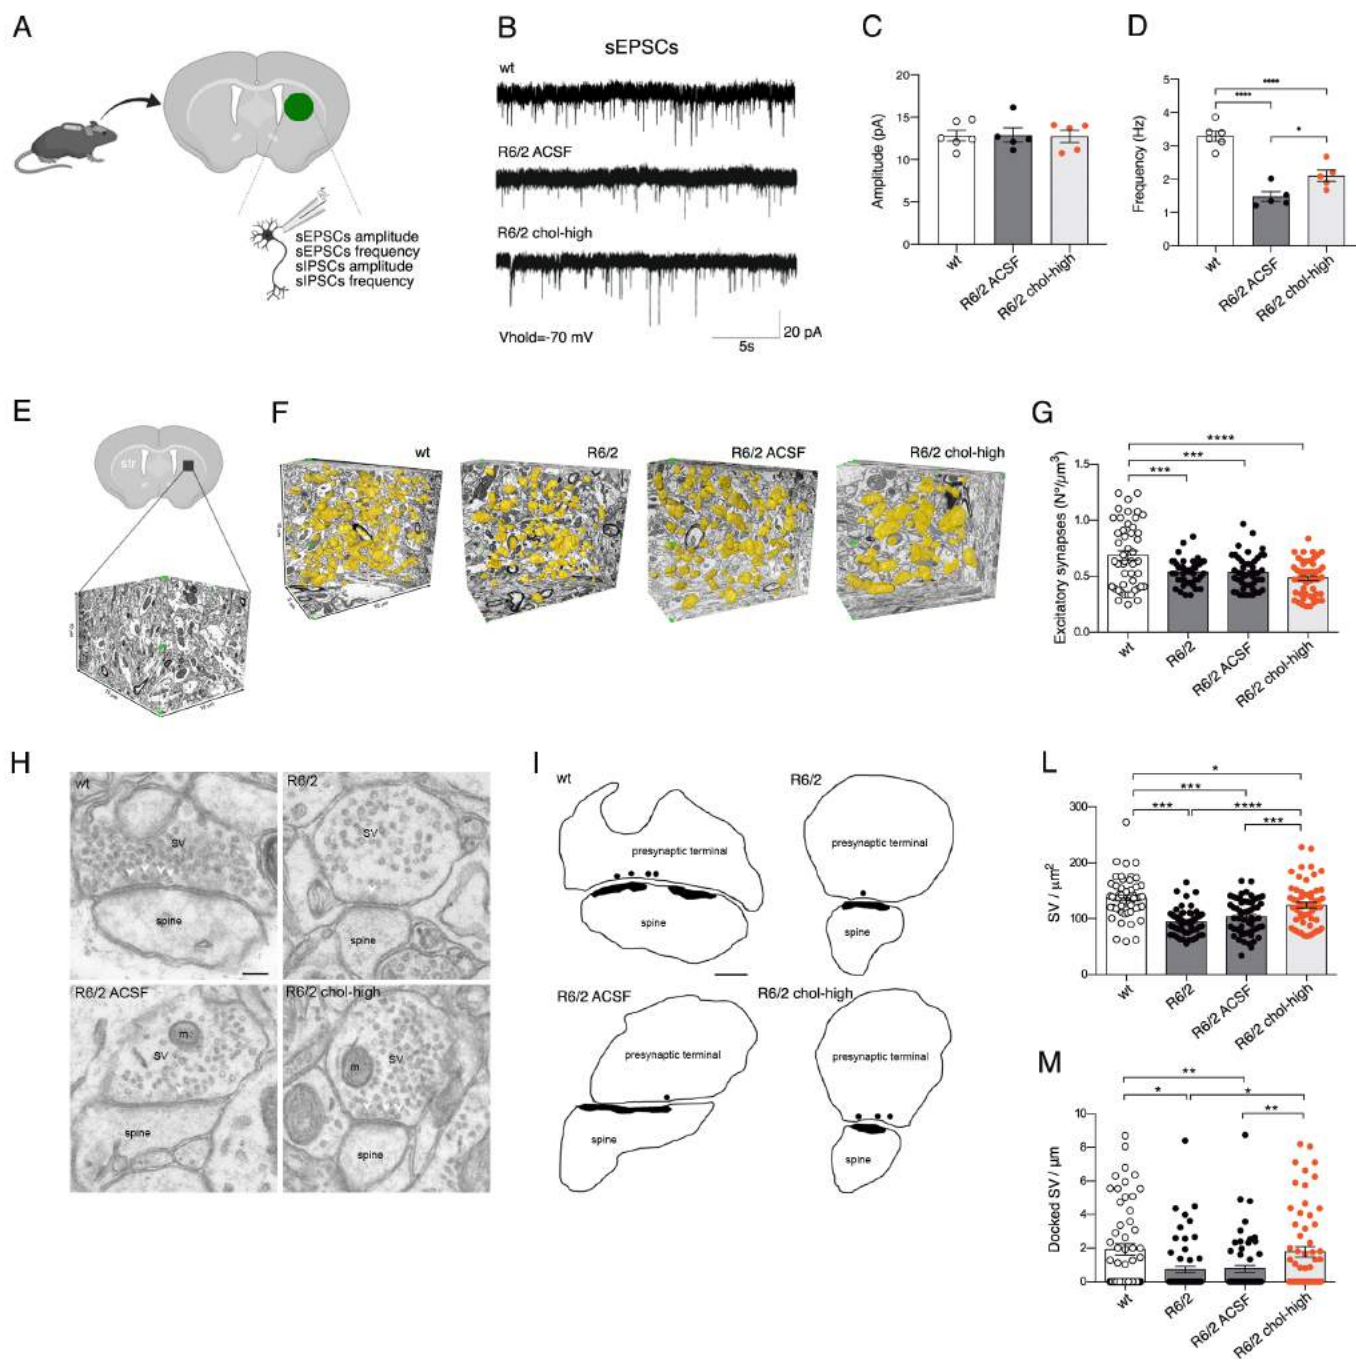 A
sEPSCs amplitude
sEPSCs frequency
sIPSCs amplitude
sIPSCs frequency
B
sEPSCs
wt
R6/2 ACSF
R6/2 chol-high
Vhold=-70 mV
20 pA
5s
C
Amplitude (pA)
20
15
10
5
0
wt
R6/2 ACSF
R6/2 chol-high
D
Frequency (Hz)
5
4
3
2
1
0
****
****
*
wt
R6/2 ACSF
R6/2 chol-high
E
str
F
wt
R6/2
R6/2 ACSF
R6/2 chol-high
G
Excitatory synapses (N°/μm³)
1.5
1.0
0.5
0.0
****
***
***
wt
R6/2
R6/2 ACSF
R6/2 chol-high
H
wt
SV
spine
R6/2
SV
spine
R6/2 ACSF
m
SV
spine
R6/2 chol-high
m
SV
spine
I
wt
presynaptic terminal
spine
R6/2
presynaptic terminal
spine
R6/2 ACSF
presynaptic terminal
spine
R6/2 chol-high
presynaptic terminal
spine
L
SV / μm²
300
200
100
0
*
***
***
****
***
wt
R6/2
R6/2 ACSF
R6/2 chol-high
M
Docked SV / μm
10
8
6
4
2
0
**
*
*
**
wt
R6/2
R6/2 ACSF
R6/2 chol-high